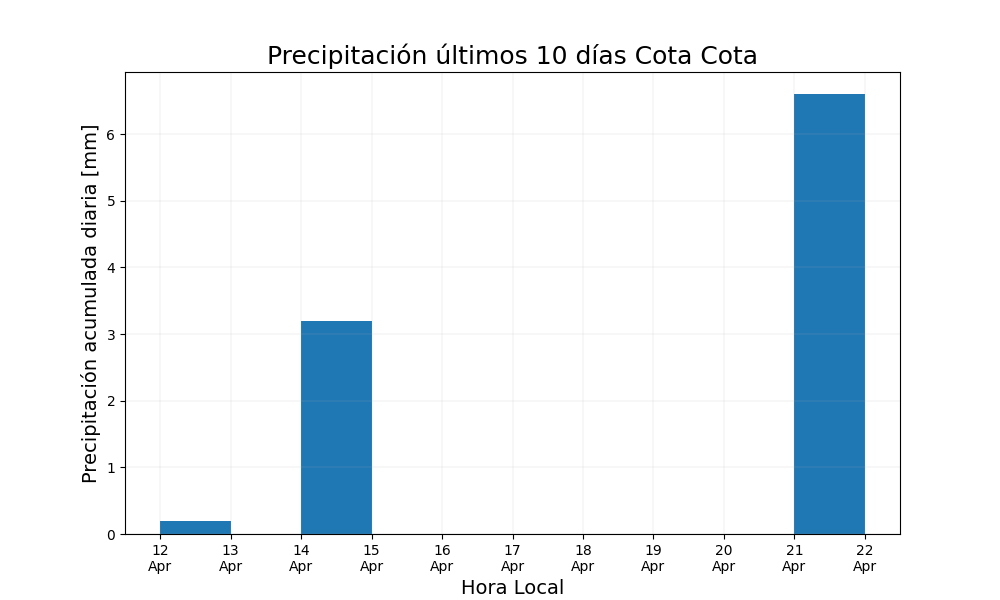 Precipitación últimos 10 días Cota Cota
Precipitación acumulada diaria [mm]
6
5
4
3
2
1
0
12 13 14 15 16 17 18 19 20 21 22
Apr Apr Apr Apr Apr Apr Apr Apr Apr Apr Apr
Hora Local